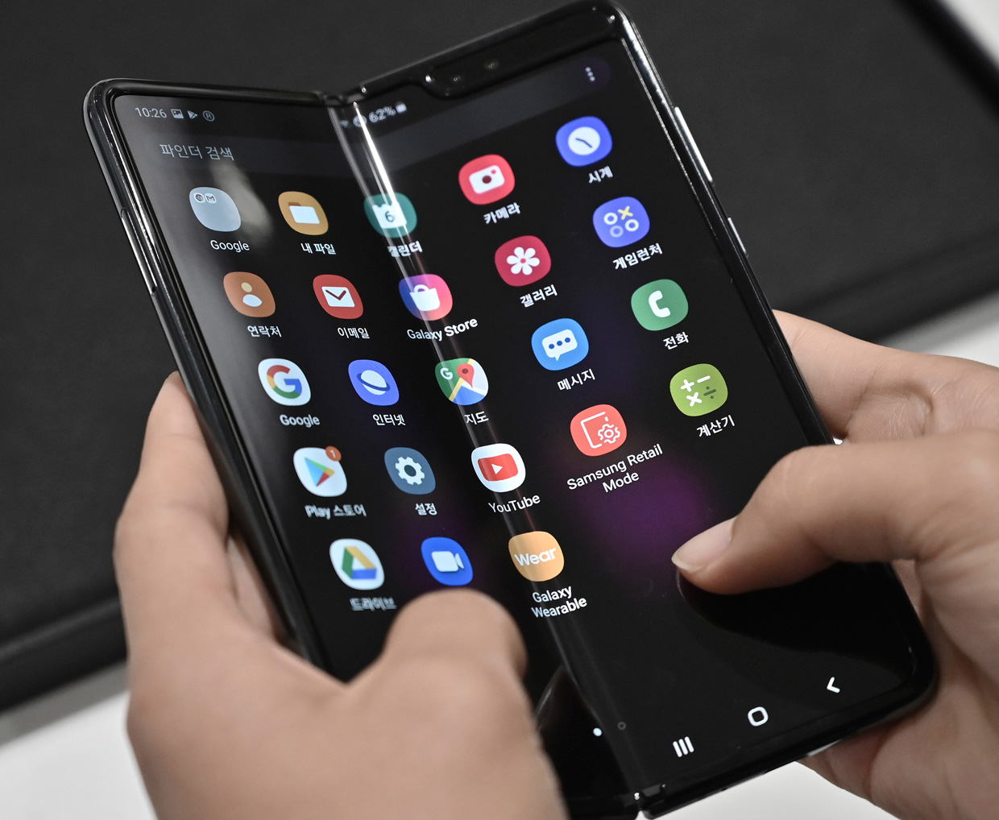 10:26
62%
파인더 검색
Google
내 파일
6
캘린더
카메라
시계
연락처
이메일
Galaxy Store
갤러리
게임런처
G
Google
인터넷
G
지도
메시지
전화
1
Play 스토어
설정
YouTube
Samsung Retail
Mode
계산기
드라이브
Wear
Galaxy
Wearable